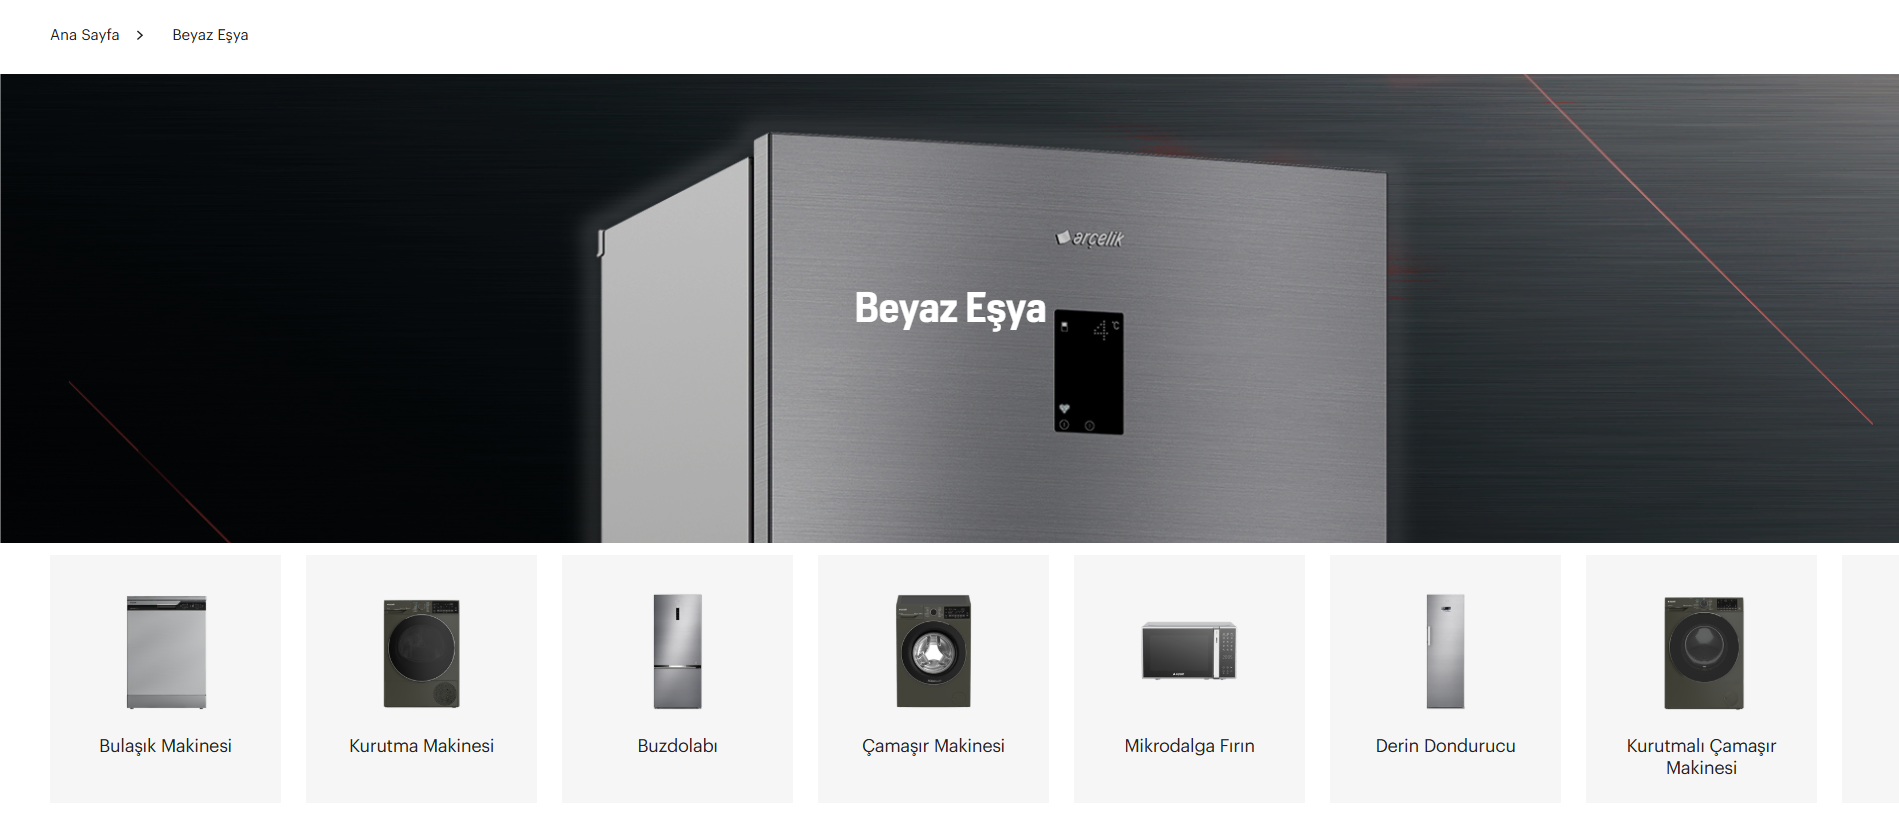 Ana Sayfa > Beyaz Eşya
arçelik
Beyaz Eşya
4 °C
Bulaşık Makinesi
Kurutma Makinesi
Buzdolabı
Çamaşır Makinesi
Mikrodalga Fırın
Derin Dondurucu
Kurutmalı Çamaşır
Makinesi